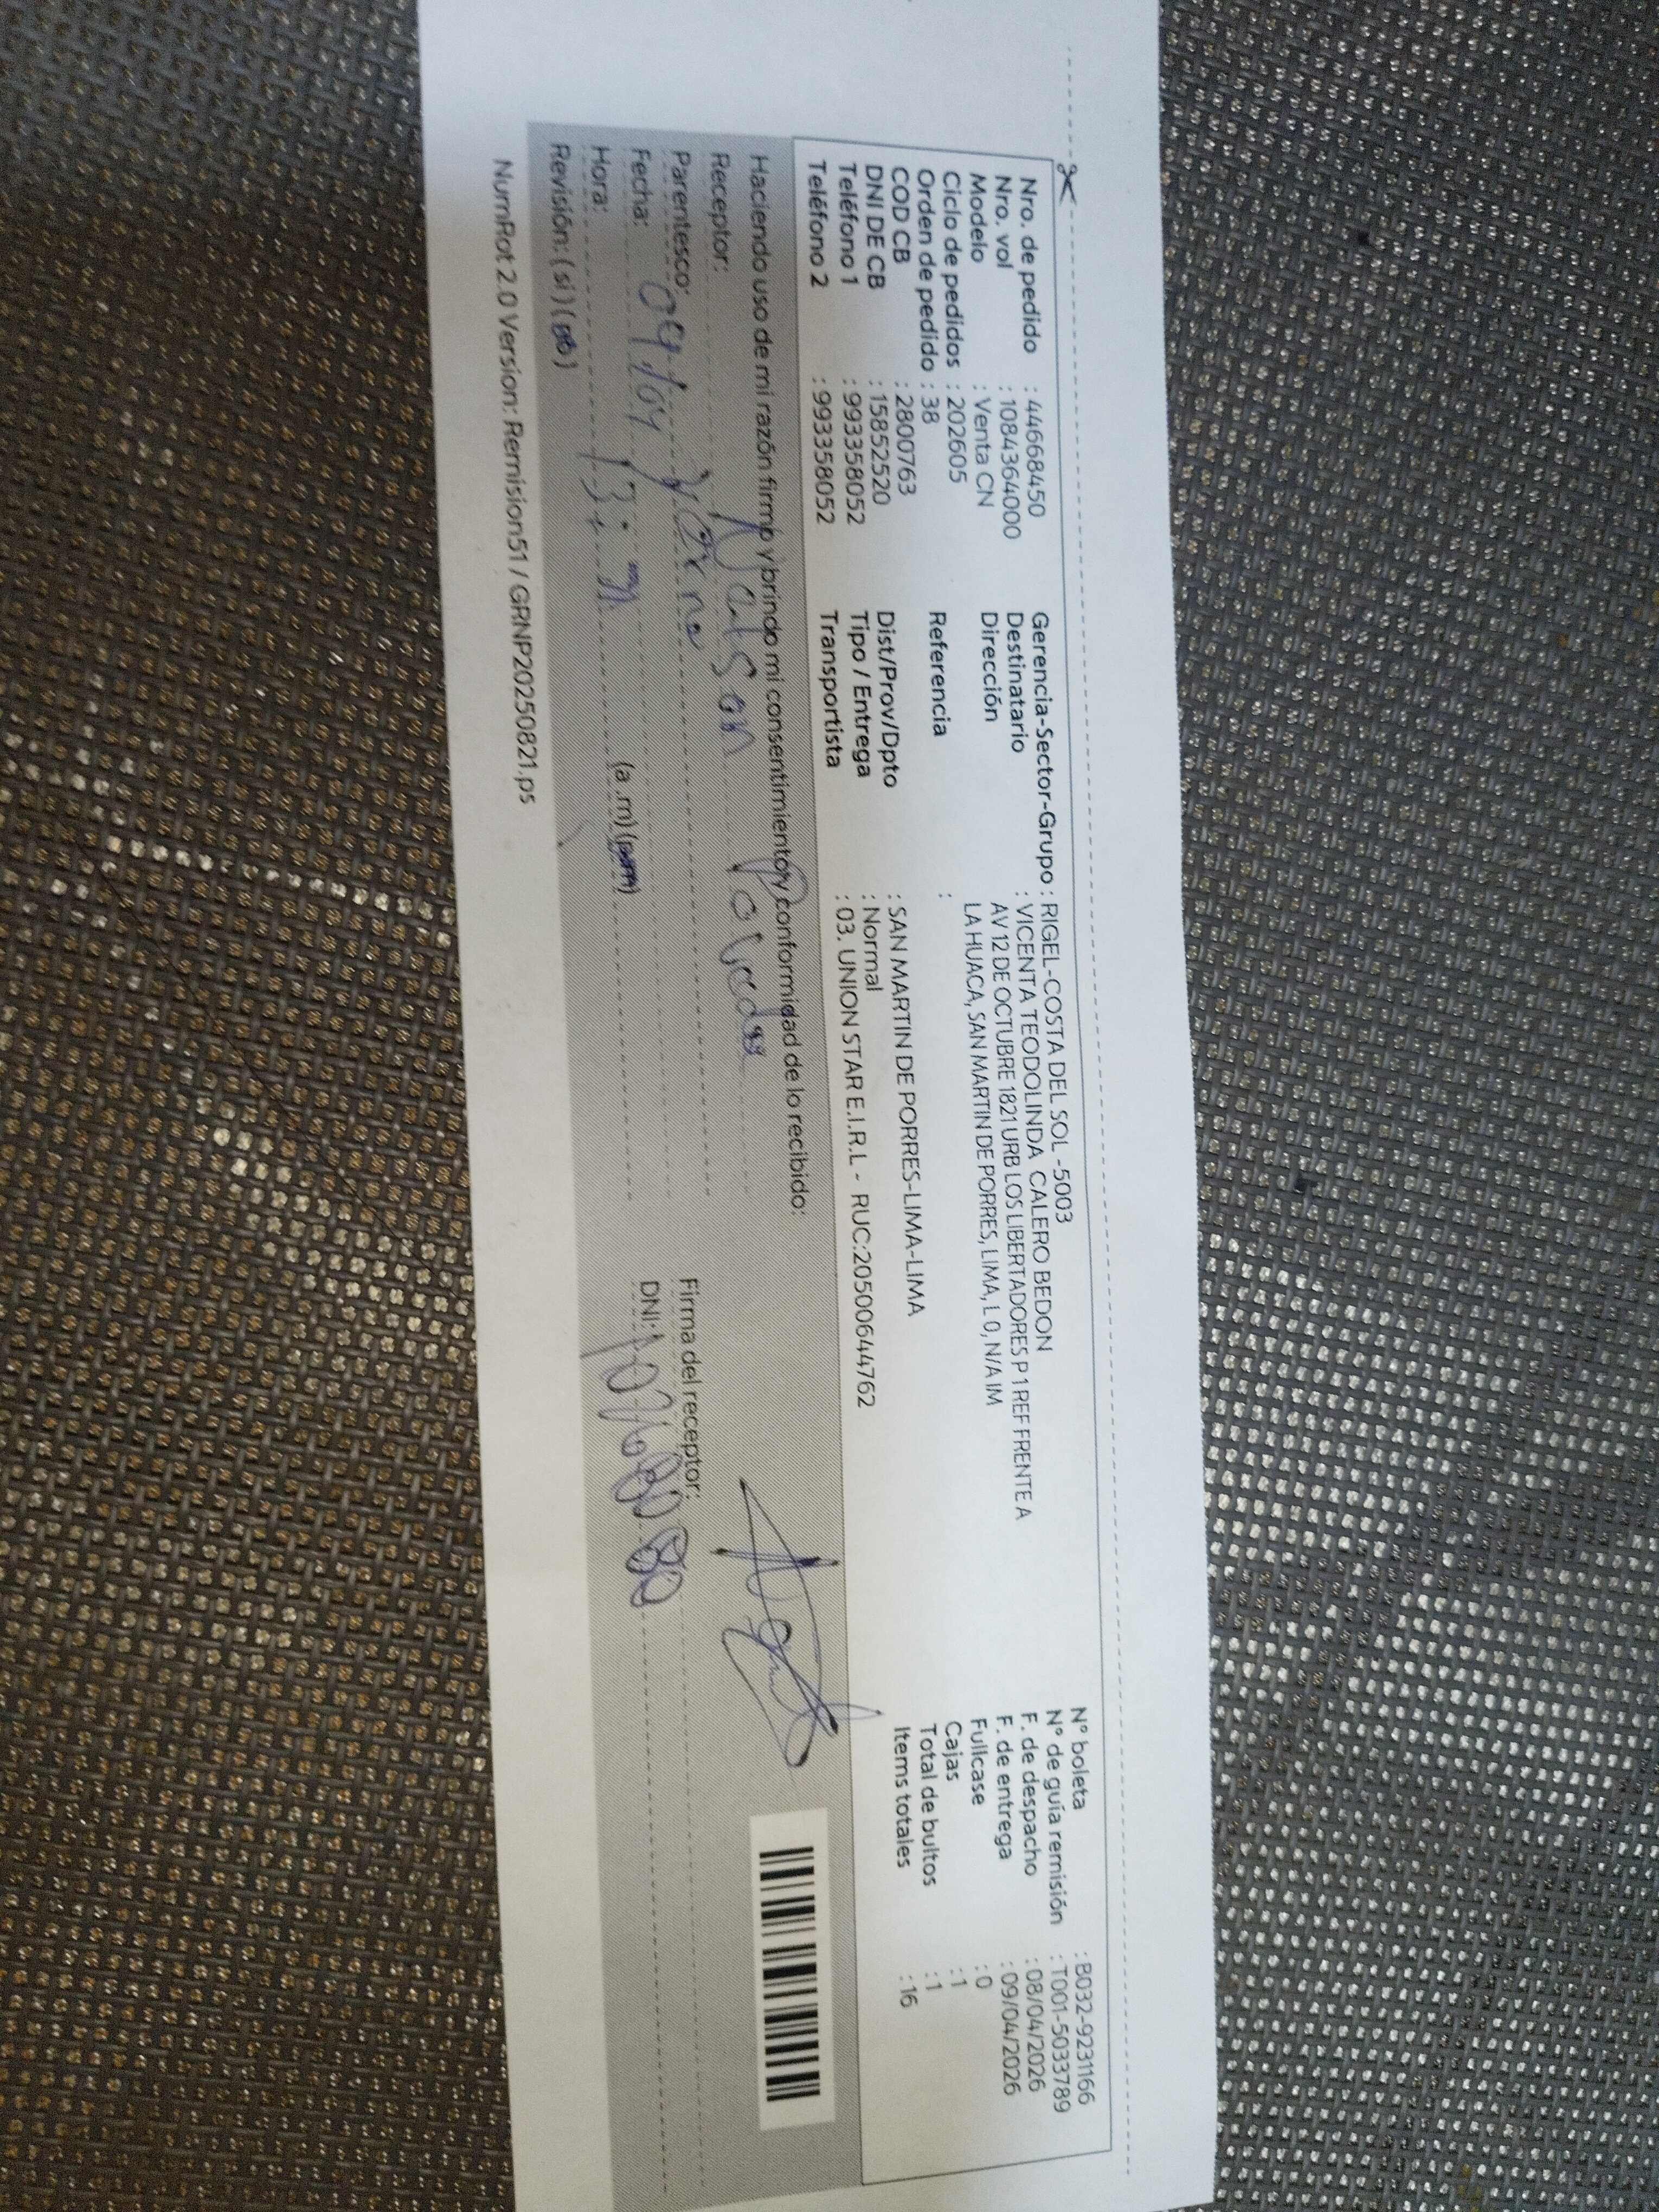 Nro. de pedido : 44668450
Nro. vol : 1084364000
Modelo : Venta CN
Ciclo de pedidos : 202605
Orden de pedido : 38
COD CB : 2800763
DNI DE CB : 15852520
Teléfono 1 : 993358052
Teléfono 2 : 993358052
Gerencia-Sector-Grupo : RIGEL-COSTA DEL SOL -5003
Destinatario : VICENTA TEODOLINDA CALERO BEDON
Dirección AV 12 DE OCTUBRE 1821 URB LOS LIBERTADORES P 1 REF FRENTE A
LA HUACA, SAN MARTIN DE PORRES, LIMA, L 0, N/A IM
Referencia :
Dist/Prov/Dpto : SAN MARTIN DE PORRES-LIMA-LIMA
Tipo / Entrega : Normal
Transportista : 03. UNION STAR E.I.R.L - RUC:20500644762
N° boleta : B032-9231166
N° de guía remisión : T001-5033789
F. de despacho : 08/04/2026
F. de entrega : 09/04/2026
Fullcase : 0
Cajas : 1
Total de bultos : 1
Items totales : 16
Haciendo uso de mi razón firmo y brindo mi consentimiento y conformidad de lo recibido:
Receptor:
Parentesco: Yerno
Fecha: 09/04
Hora: (a.m) (pm)
Revisión: ( sí ) ( no )
Firma del receptor:
DNI:
NumRot 2.0 Version: Remision51 / GRNP20250821.ps